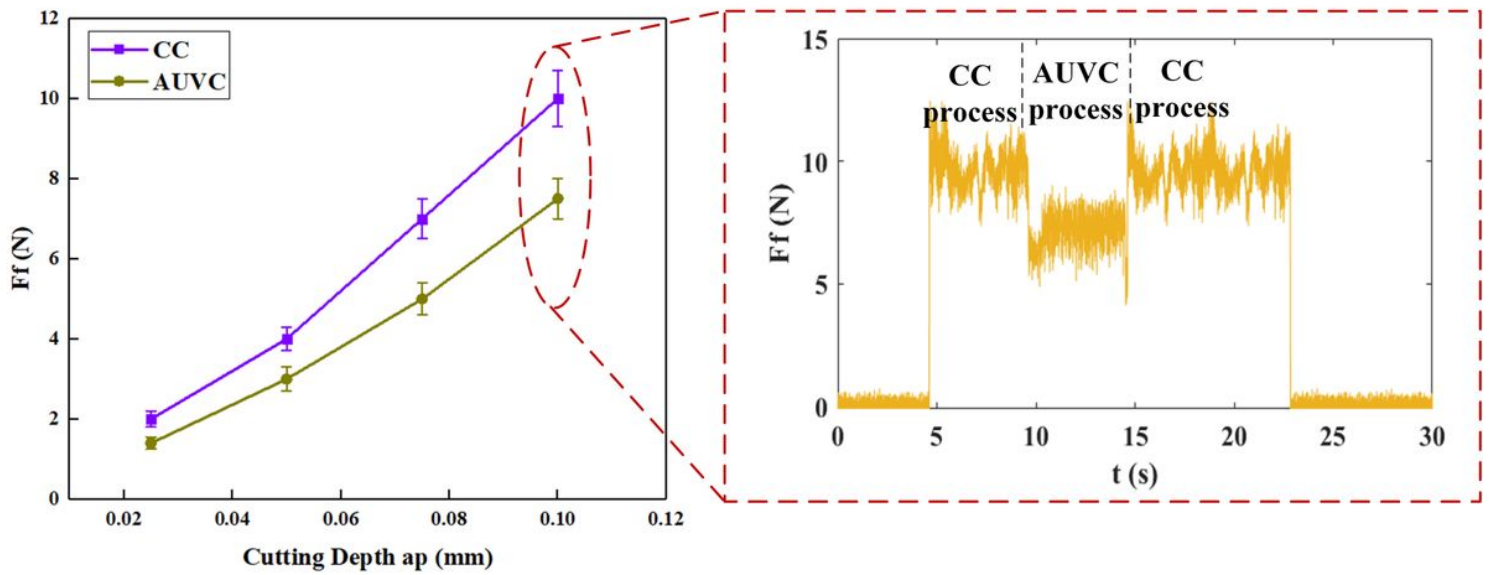 12
10
8
6
4
2
0
Ff (N)
CC
AUVC
0.02 0.04 0.06 0.08 0.10 0.12
Cutting Depth ap (mm)
15
10
5
0
Ff (N)
CC
process
AUVC
process
CC
process
0 5 10 15 20 25 30
t (s)